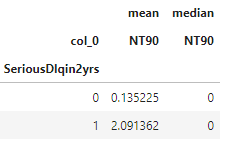 mean median
col_0 NT90 NT90
SeriousDlqin2yrs
0 0.135225 0
1 2.091362 0